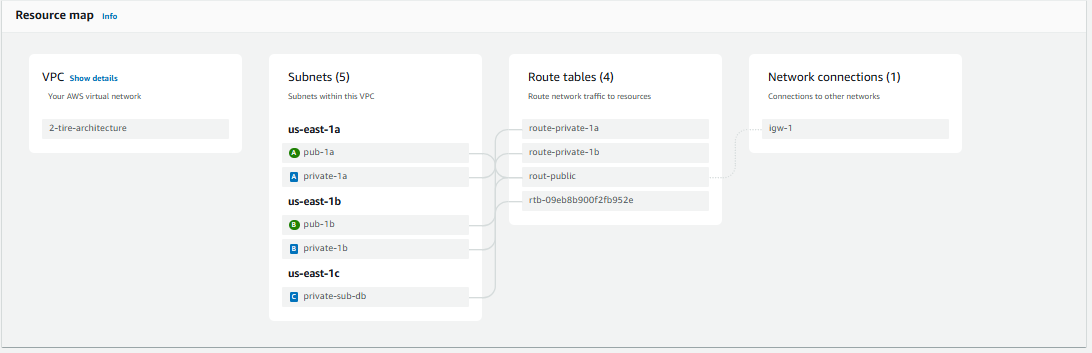 Resource map Info
VPC Show details
Your AWS virtual network
2-tire-architecture
Subnets (5)
Subnets within this VPC
us-east-1a
A pub-1a
A private-1a
us-east-1b
B pub-1b
B private-1b
us-east-1c
C private-sub-db
Route tables (4)
Route network traffic to resources
route-private-1a
route-private-1b
rout-public
rtb-09eb8b900f2fb952e
Network connections (1)
Connections to other networks
igw-1